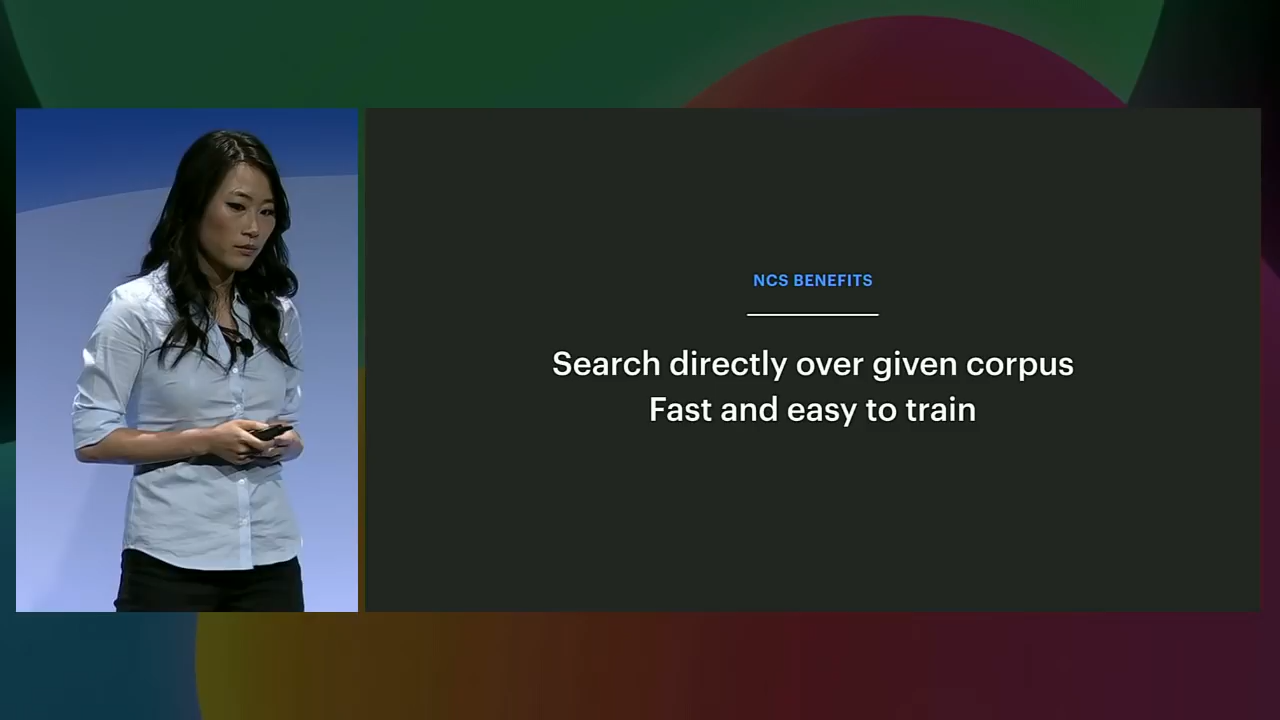 NCS BENEFITS
Search directly over given corpus
Fast and easy to train